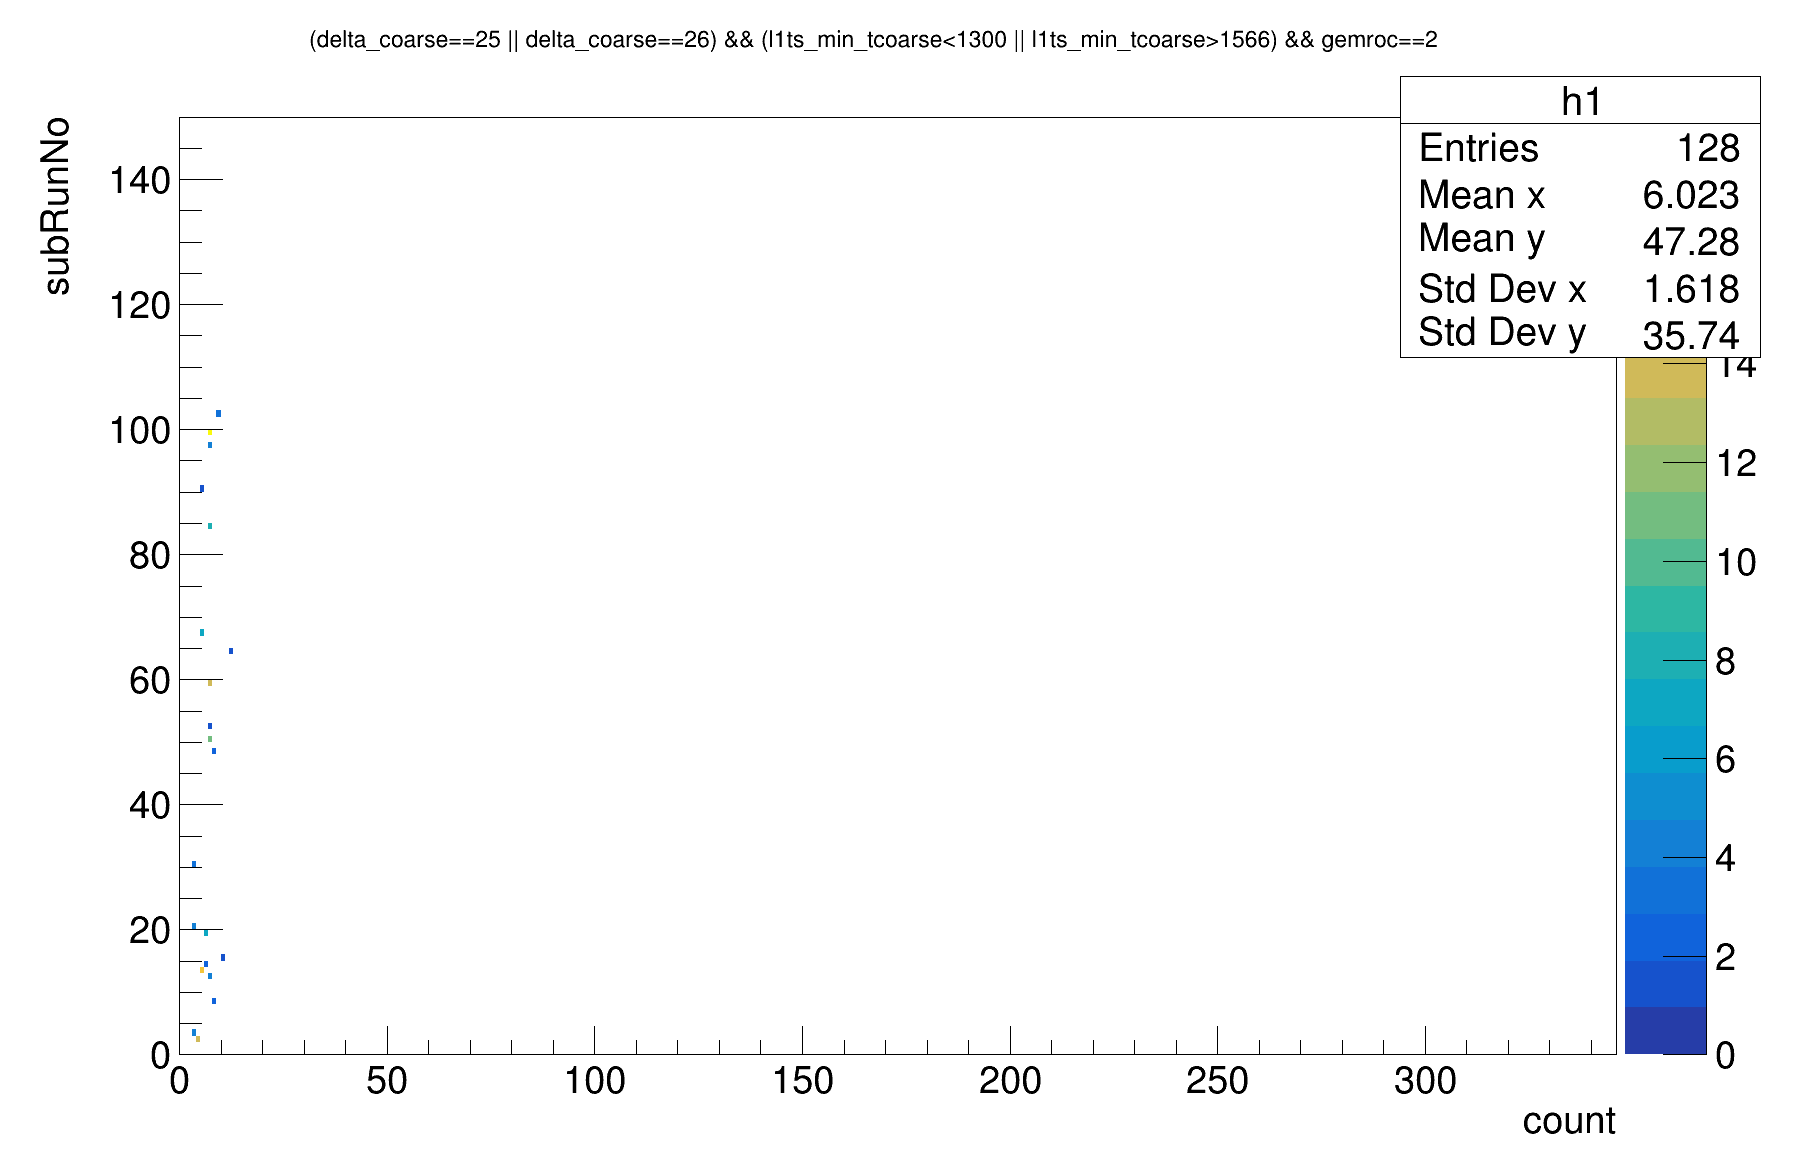 (delta_coarse==25 || delta_coarse==26) && (l1ts_min_tcoarse<1300 || l1ts_min_tcoarse>1566) && gemroc==2
h1
Entries 128
Mean x 6.023
Mean y 47.28
Std Dev x 1.618
Std Dev y 35.74
subRunNo
140
120
100
80
60
40
20
0
14
12
10
8
6
4
2
0
0 50 100 150 200 250 300
count